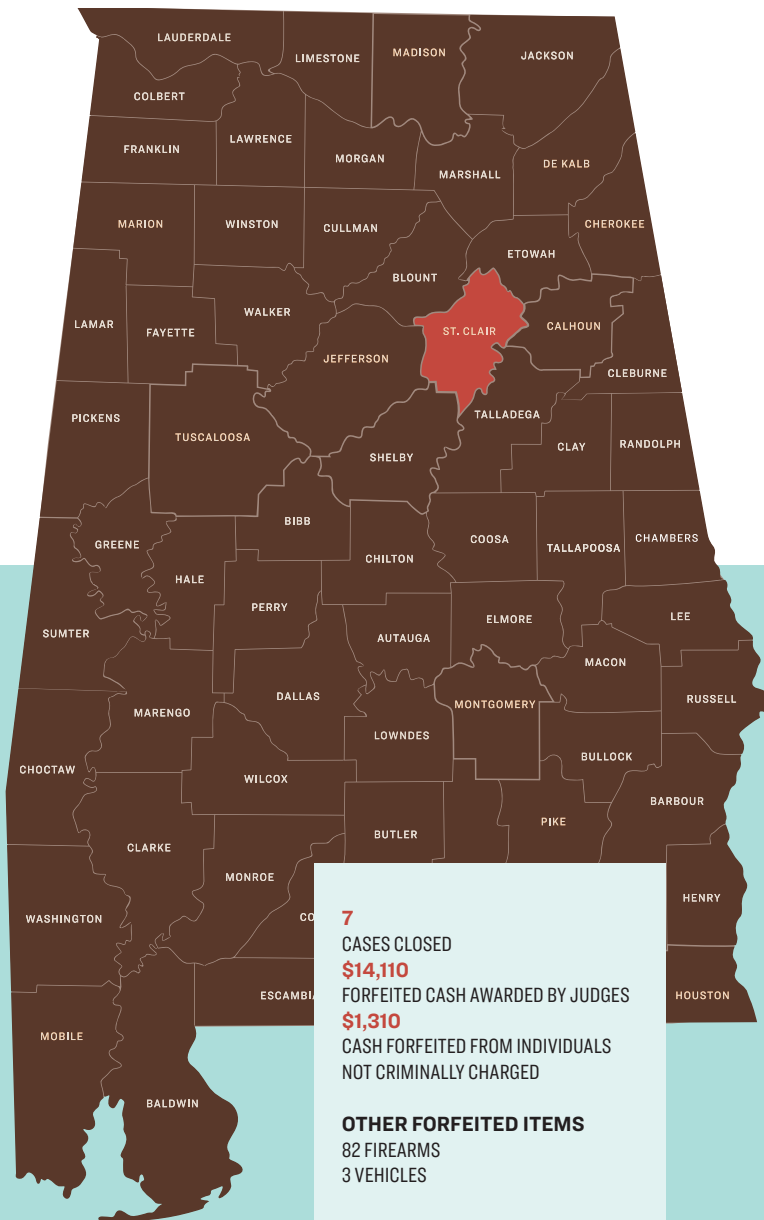 LAUDERDALE
LIMESTONE
MADISON
JACKSON
COLBERT
FRANKLIN
LAWRENCE
MORGAN
MARSHALL
DE KALB
MARION
WINSTON
CULLMAN
CHEROKEE
ETOWAH
BLOUNT
LAMAR
FAYETTE
WALKER
ST. CLAIR
CALHOUN
JEFFERSON
CLEBURNE
PICKENS
TUSCALOOSA
TALLADEGA
SHELBY
CLAY
RANDOLPH
BIBB
GREENE
HALE
CHILTON
COOSA
TALLAPOOSA
CHAMBERS
PERRY
SUMTER
AUTAUGA
ELMORE
LEE
MACON
DALLAS
MONTGOMERY
RUSSELL
MARENGO
LOWNDES
CHOCTAW
WILCOX
BULLOCK
BARBOUR
CLARKE
BUTLER
PIKE
MONROE
HENRY
WASHINGTON
CO
ESCAMBIA
HOUSTON
MOBILE
BALDWIN
7
CASES CLOSED
$14,110
FORFEITED CASH AWARDED BY JUDGES
$1,310
CASH FORFEITED FROM INDIVIDUALS
NOT CRIMINALLY CHARGED
OTHER FORFEITED ITEMS
82 FIREARMS
3 VEHICLES